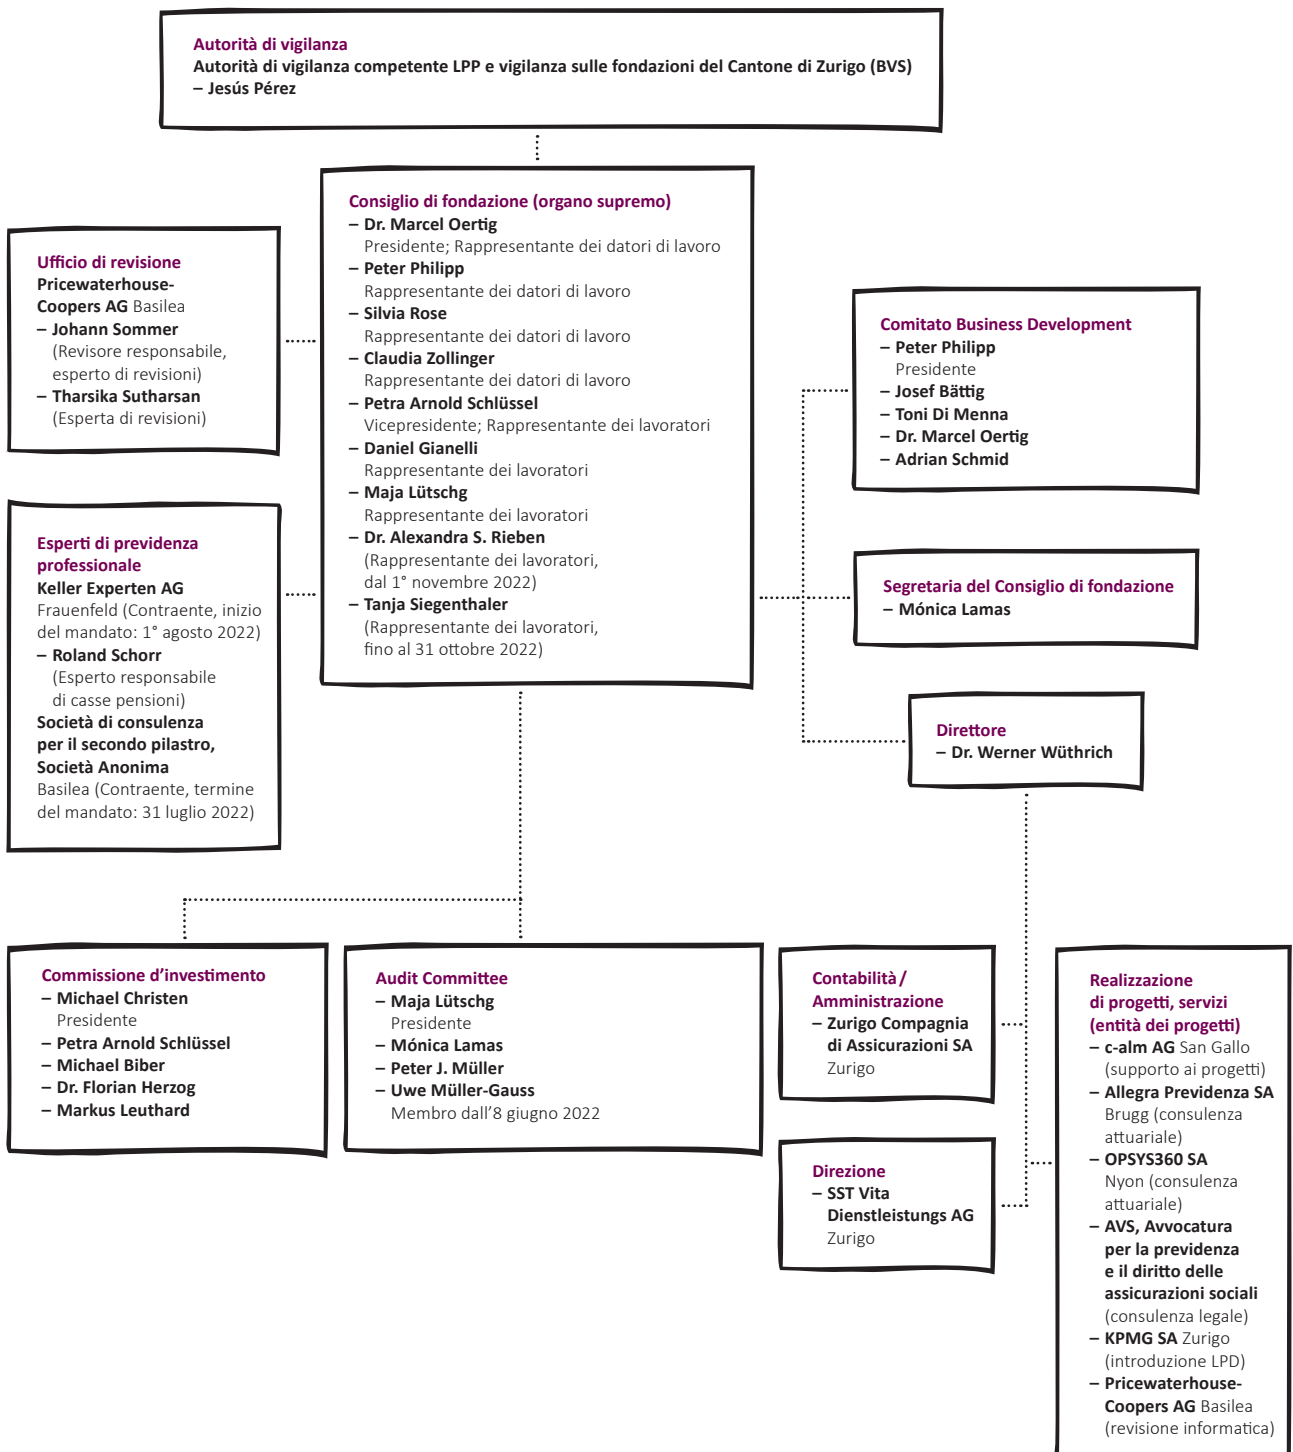 Autorità di vigilanza
Autorità di vigilanza competente LPP e vigilanza sulle fondazioni del Cantone di Zurigo (BVS)
– Jesús Pérez
Consiglio di fondazione (organo supremo)
– Dr. Marcel Oertig
Presidente; Rappresentante dei datori di lavoro
– Peter Philipp
Rappresentante dei datori di lavoro
– Silvia Rose
Rappresentante dei datori di lavoro
– Claudia Zollinger
Rappresentante dei datori di lavoro
– Petra Arnold Schlüssel
Vicepresidente; Rappresentante dei lavoratori
– Daniel Gianelli
Rappresentante dei lavoratori
– Maja Lütschg
Rappresentante dei lavoratori
– Dr. Alexandra S. Rieben
(Rappresentante dei lavoratori,
dal 1° novembre 2022)
– Tanja Siegenthaler
(Rappresentante dei lavoratori,
fino al 31 ottobre 2022)
Ufficio di revisione
Pricewaterhouse-
Coopers AG Basilea
– Johann Sommer
(Revisore responsabile,
esperto di revisioni)
– Tharsika Sutharsan
(Esperta di revisioni)
Esperti di previdenza
professionale
Keller Experten AG
Frauenfeld (Contraente, inizio
del mandato: 1° agosto 2022)
– Roland Schorr
(Esperto responsabile
di casse pensioni)
Società di consulenza
per il secondo pilastro,
Società Anonima
Basilea (Contraente, termine
del mandato: 31 luglio 2022)
Comitato Business Development
– Peter Philipp
Presidente
– Josef Bättig
– Toni Di Menna
– Dr. Marcel Oertig
– Adrian Schmid
Segretaria del Consiglio di fondazione
– Mónica Lamas
Direttore
– Dr. Werner Wüthrich
Commissione d’investimento
– Michael Christen
Presidente
– Petra Arnold Schlüssel
– Michael Biber
– Dr. Florian Herzog
– Markus Leuthard
Audit Committee
– Maja Lütschg
Presidente
– Mónica Lamas
– Peter J. Müller
– Uwe Müller-Gauss
Membro dall’8 giugno 2022
Contabilità /
Amministrazione
– Zurigo Compagnia
di Assicurazioni SA
Zurigo
Direzione
– SST Vita
Dienstleistungs AG
Zurigo
Realizzazione
di progetti, servizi
(entità dei progetti)
– c-alm AG San Gallo
(supporto ai progetti)
– Allegra Previdenza SA
Brugg (consulenza
attuariale)
– OPSYS360 SA
Nyon (consulenza
attuariale)
– AVS, Avvocatura
per la previdenza
e il diritto delle
assicurazioni sociali
(consulenza legale)
– KPMG SA Zurigo
(introduzione LPD)
– Pricewaterhouse-
Coopers AG Basilea
(revisione informatica)